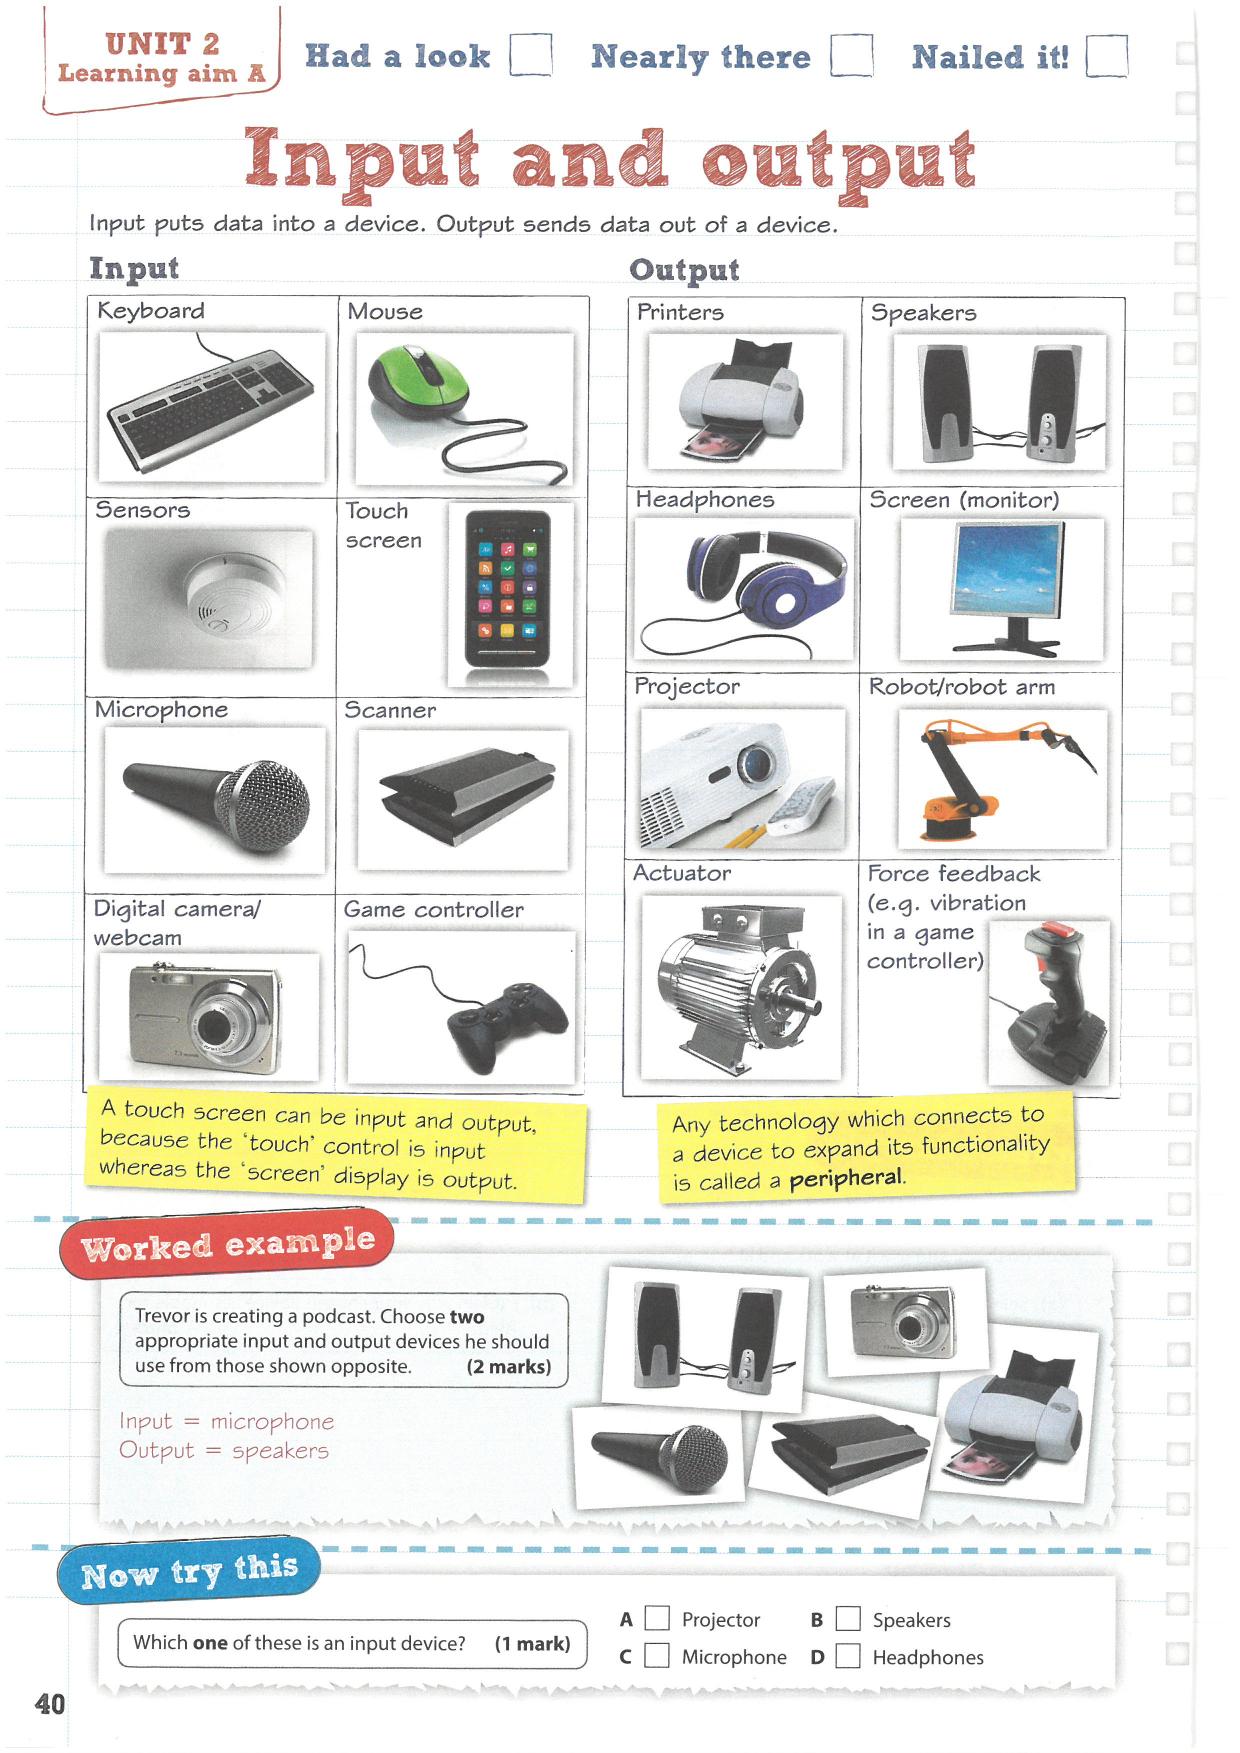 UNIT 2
Learning aim A
Had a look
Nearly there
Nailed it!
Input and output
Input puts data into a device. Output sends data out of a device.
Input
Keyboard
Mouse
Sensors
Touch
screen
Microphone
Scanner
Digital camera/
webcam
Game controller
A touch screen can be input and output,
because the ‘touch’ control is input
whereas the ‘screen’ display is output.
Output
Printers
Speakers
Headphones
Screen (monitor)
Projector
Robot/robot arm
Actuator
Force feedback
(e.g. vibration
in a game
controller)
Any technology which connects to
a device to expand its functionality
is called a peripheral.
Worked example
Trevor is creating a podcast. Choose two
appropriate input and output devices he should
use from those shown opposite. (2 marks)
Input = microphone
Output = speakers
Now try this
Which one of these is an input device? (1 mark)
A Projector B Speakers
C Microphone D Headphones
40